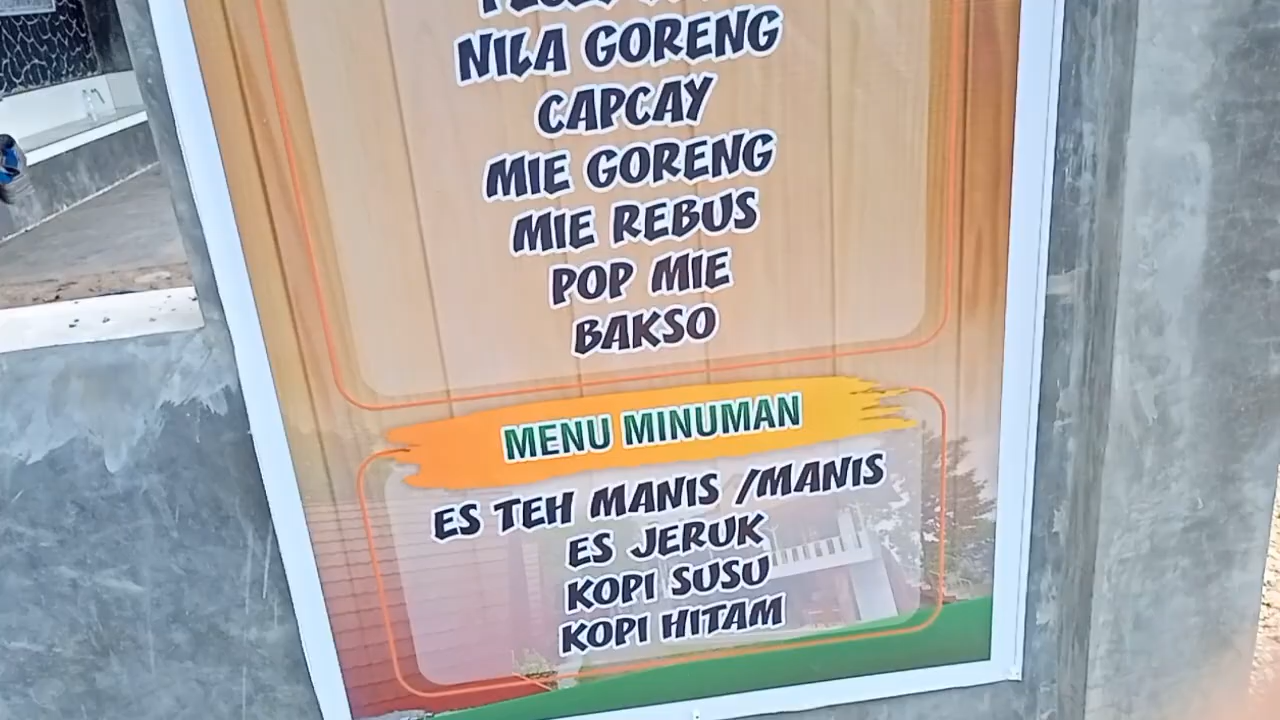 NILA GORENG
CAPCAY
MIE GORENG
MIE REBUS
POP MIE
BAKSO
MENU MINUMAN
ES TEH MANIS /MANIS
ES JERUK
KOPI SUSU
KOPI HITAM